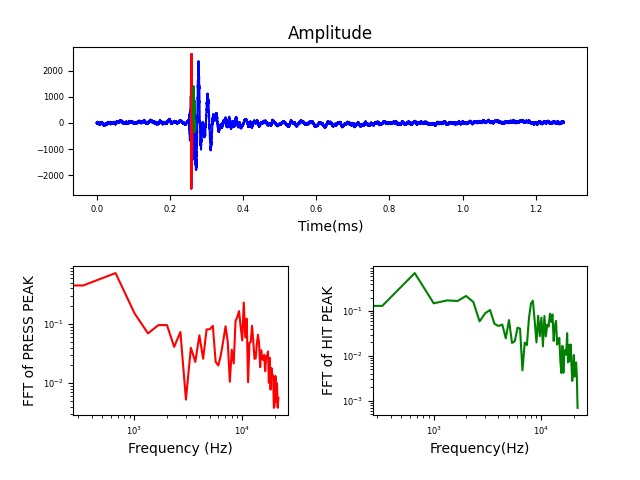 Amplitude
2000
1000
0
−1000
−2000
0.0 0.2 0.4 0.6 0.8 1.0 1.2
Time(ms)
FFT of PRESS PEAK
10⁻¹
10⁻²
10³ 10⁴
Frequency (Hz)
FFT of HIT PEAK
10⁻¹
10⁻²
10⁻³
10³ 10⁴
Frequency(Hz)